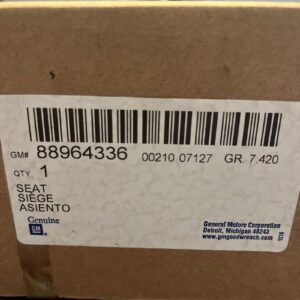 GM# 88964336 00210 07127 GR. 7,420
QTY 1
SEAT
SIEGE
ASIENTO
Genuine
GM
General Motors Corporation
Detroit, Michigan 48243
www.gmgoodwrench.com